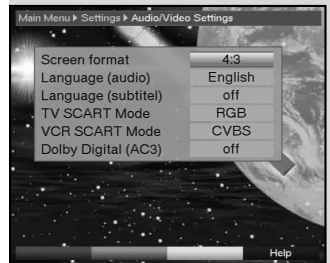 Main Menu ▶ Settings ▶ Audio/Video Settings
Screen format 4:3
Language (audio) English
Language (subtitel) off
TV SCART Mode RGB
VCR SCART Mode CVBS
Dolby Digital (AC3) off
Help